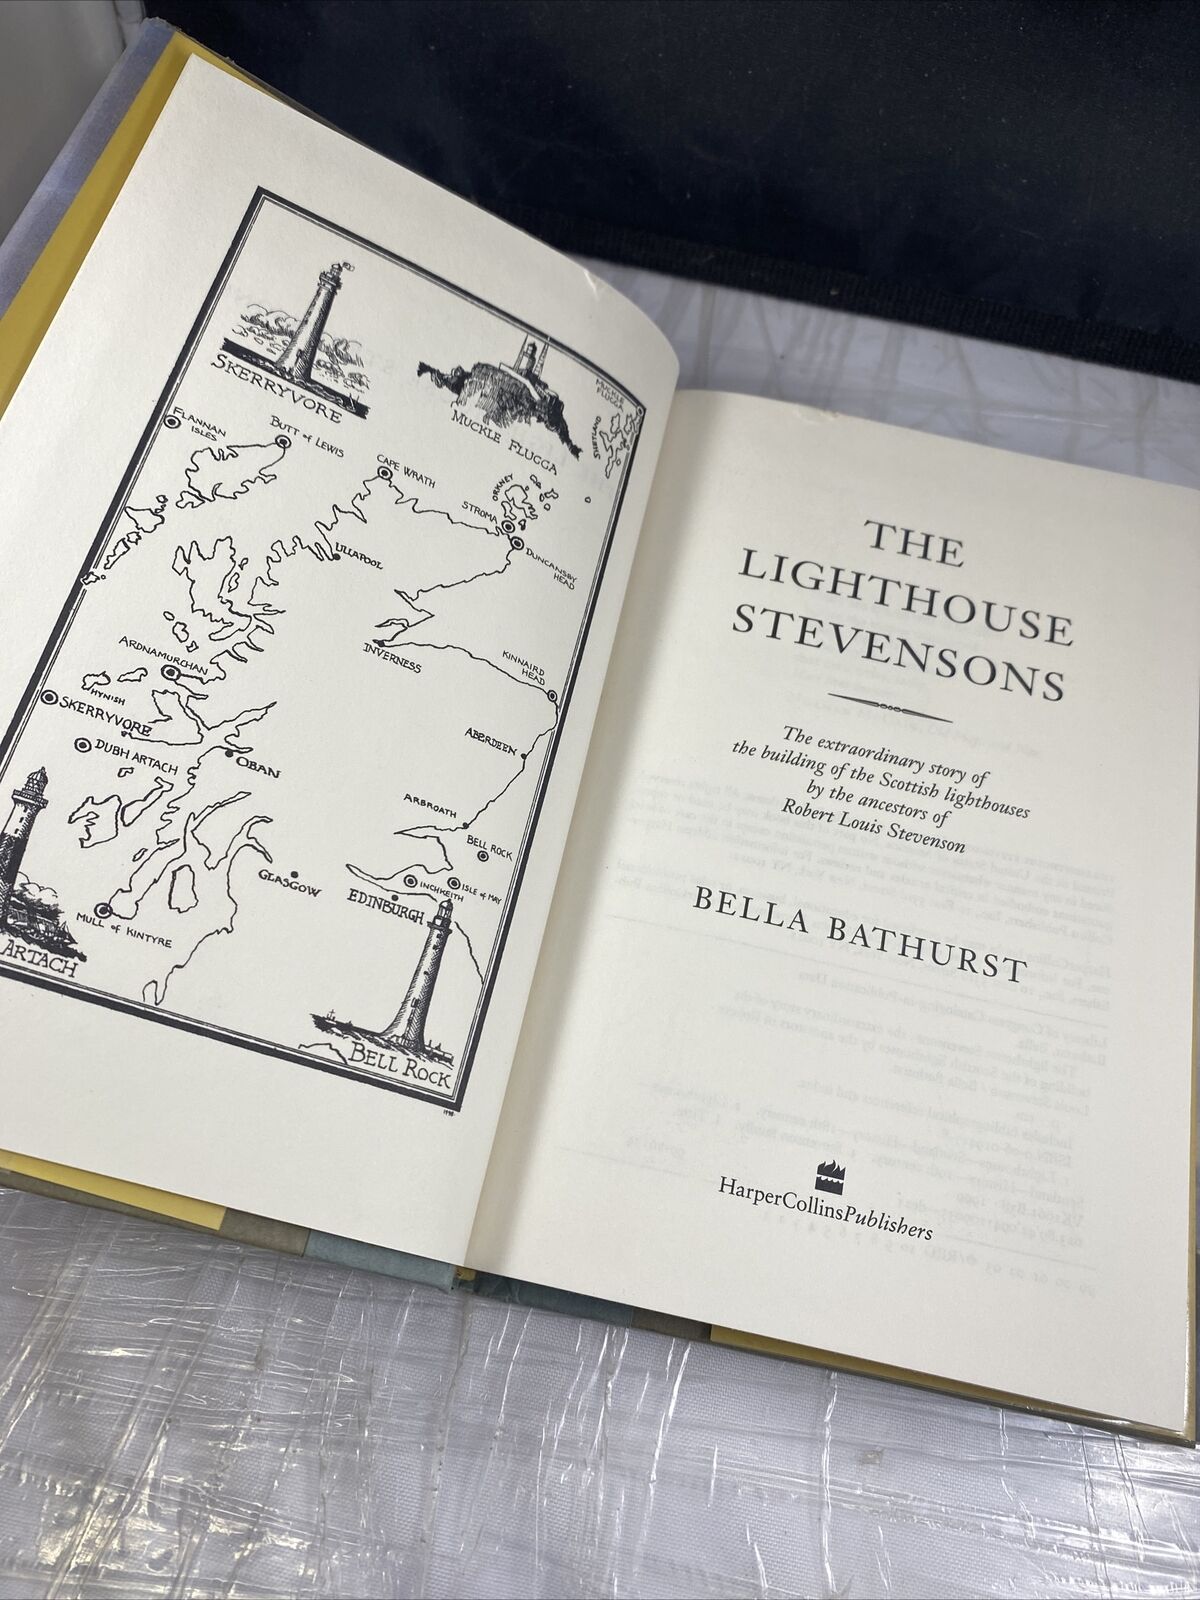 SKERRYVORE
MUCKLE FLUGGA
MUCKLE
FLUGGA
SHETLAND
FLANNAN
ISLES
BUTT OF LEWIS
CAPE WRATH
ORKNEY
STROMA
DUNCANSBY
HEAD
ULLAPOOL
INVERNESS
KINNAIRD
HEAD
ARDNAMURCHAN
HYNISH
SKERRYVORE
DUBH ARTACH
OBAN
ABERDEEN
ARBROATH
BELL ROCK
GLASGOW
INCHKEITH
ISLE OF MAY
EDINBURGH
MULL OF KINTYRE
ARTACH
BELL ROCK
1998
THE
LIGHTHOUSE
STEVENSONS
The extraordinary story of
the building of the Scottish lighthouses
by the ancestors of
Robert Louis Stevenson
BELLA BATHURST
HarperCollinsPublishers